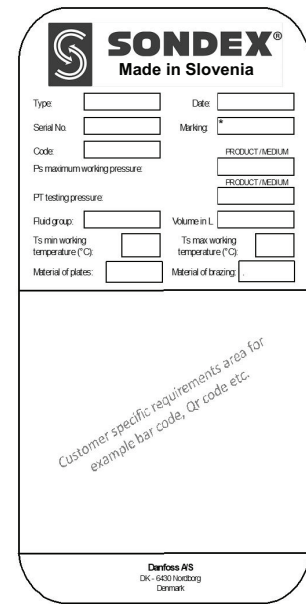 SONDEX®
Made in Slovenia
Type: Date:
Serial No. Marking: *
Code: PRODUCT/MEDIUM
Ps maximum working pressure:
PRODUCT/MEDIUM
PT testing pressure:
Fluid group: Volume in L
Ts min working Ts max working
temperature (°C): temperature (°C):
Material of plates: Material of brazing: .
Customer specific requirements area for
example bar code, Qr code etc.
Danfoss A/S
DK - 6430 Nordborg
Denmark